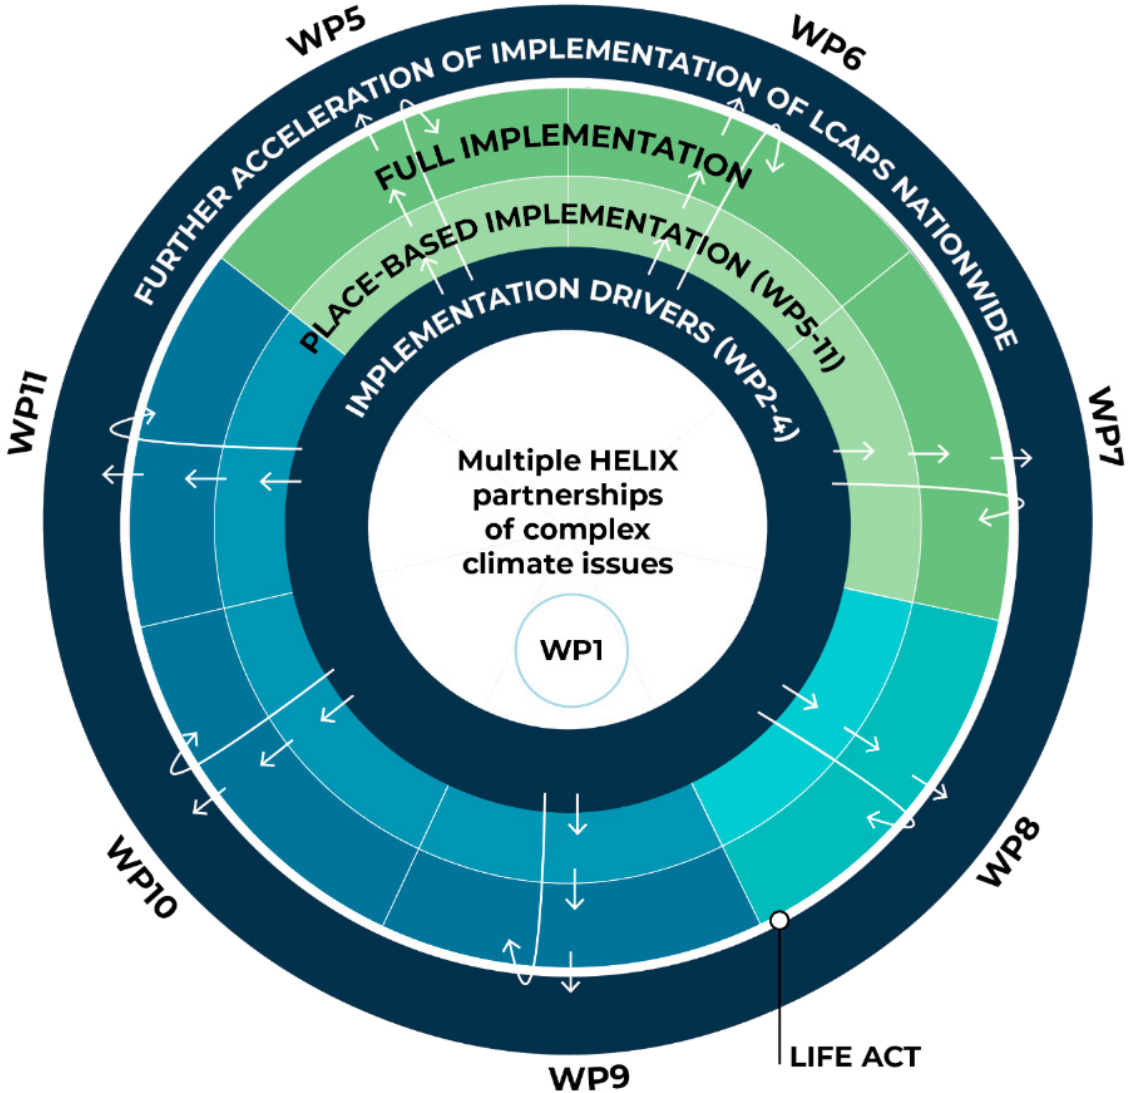 WP5
WP6
FURTHER ACCELERATION OF IMPLEMENTATION OF LCAPS NATIONWIDE
FULL IMPLEMENTATION
PLACE-BASED IMPLEMENTATION (WP5-11)
IMPLEMENTATION DRIVERS (WP2-4)
WP11
WP7
Multiple HELIX
partnerships
of complex
climate issues
WP1
WP10
WP8
LIFE ACT
WP9